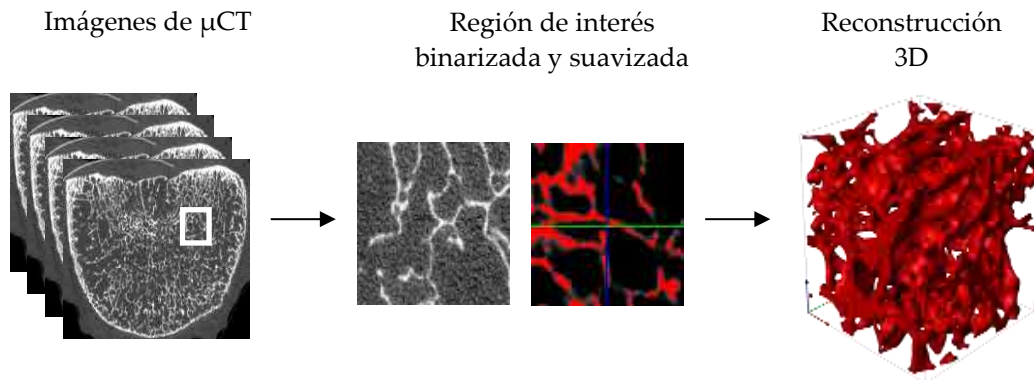 Imágenes de μCT
Región de interés
binarizada y suavizada
Reconstrucción
3D